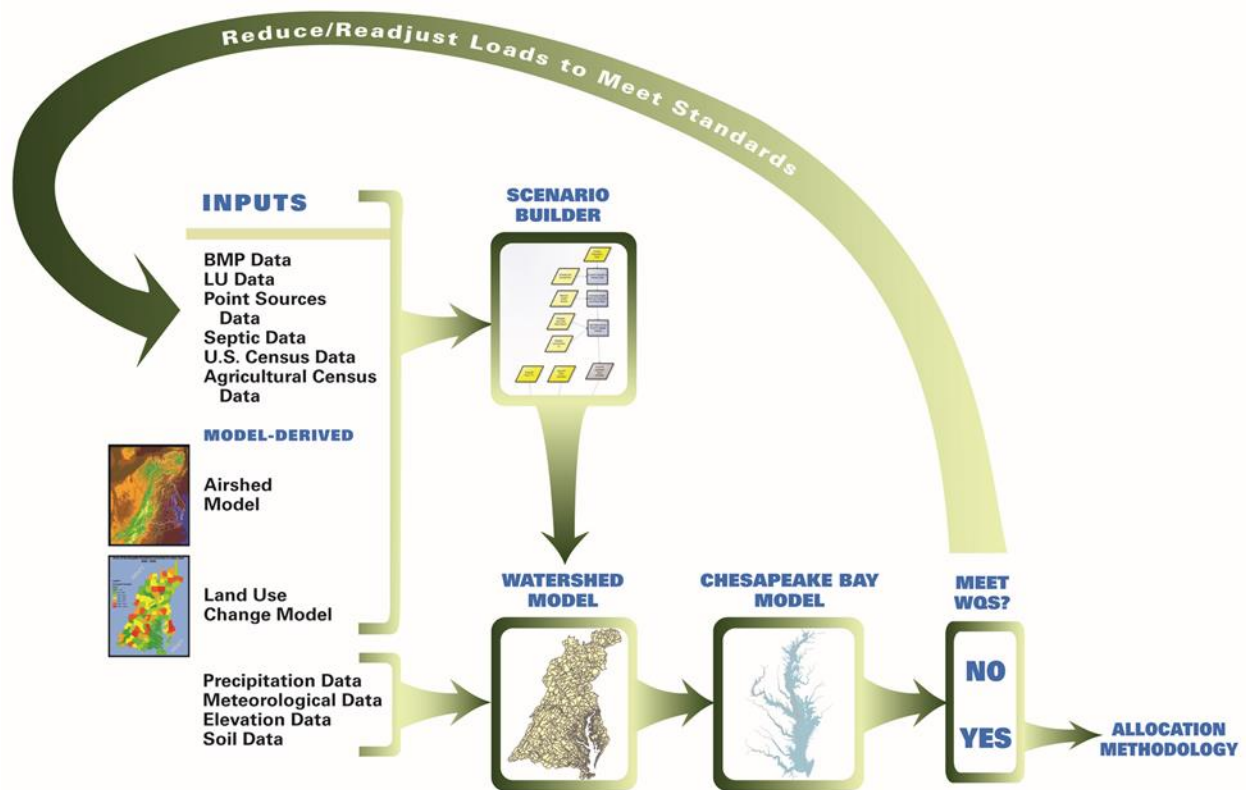 Reduce/Readjust Loads to Meet Standards
INPUTS
BMP Data
LU Data
Point Sources
Data
Septic Data
U.S. Census Data
Agricultural Census
Data
MODEL-DERIVED
Airshed
Model
Land Use
Change Model
Precipitation Data
Meteorological Data
Elevation Data
Soil Data
SCENARIO
BUILDER
WATERSHED
MODEL
CHESAPEAKE BAY
MODEL
MEET
WQS?
NO
YES
ALLOCATION
METHODOLOGY